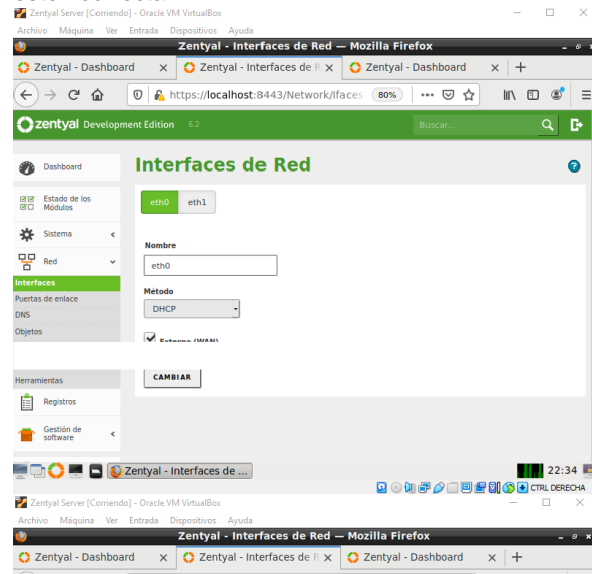 Zentyal Server [Corriendo] - Oracle VM VirtualBox
Archivo Máquina Ver Entrada Dispositivos Ayuda
Zentyal - Interfaces de Red — Mozilla Firefox
Zentyal - Dashboard
Zentyal - Interfaces de R
Zentyal - Dashboard
https://localhost:8443/Network/Ifaces
80%
zentyal Development Edition 6.2
Buscar...
Dashboard
Estado de los
Módulos
Sistema
Red
Interfaces
Puertas de enlace
DNS
Objetos
Herramientas
Registros
Gestión de
software
Interfaces de Red
eth0 eth1
Nombre
eth0
Método
DHCP
Externo (WAN)
CAMBIAR
Zentyal - Interfaces de ...
22:34
CTRL DERECHA
Zentyal Server [Corriendo] - Oracle VM VirtualBox
Archivo Máquina Ver Entrada Dispositivos Ayuda
Zentyal - Interfaces de Red — Mozilla Firefox
Zentyal - Dashboard
Zentyal - Interfaces de R
Zentyal - Dashboard